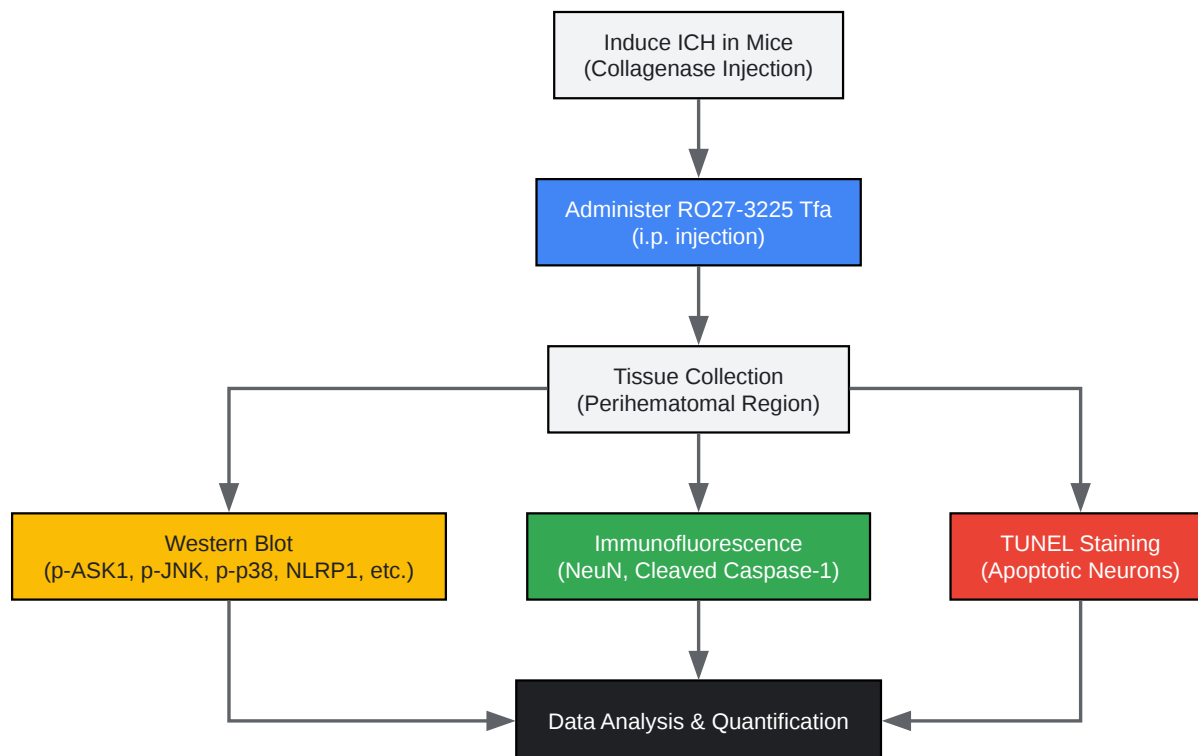 Induce ICH in Mice
(Collagenase Injection)
Administer RO27-3225 Tfa
(i.p. injection)
Tissue Collection
(Perihematomal Region)
Western Blot
(p-ASK1, p-JNK, p-p38, NLRP1, etc.)
Immunofluorescence
(NeuN, Cleaved Caspase-1)
TUNEL Staining
(Apoptotic Neurons)
Data Analysis & Quantification